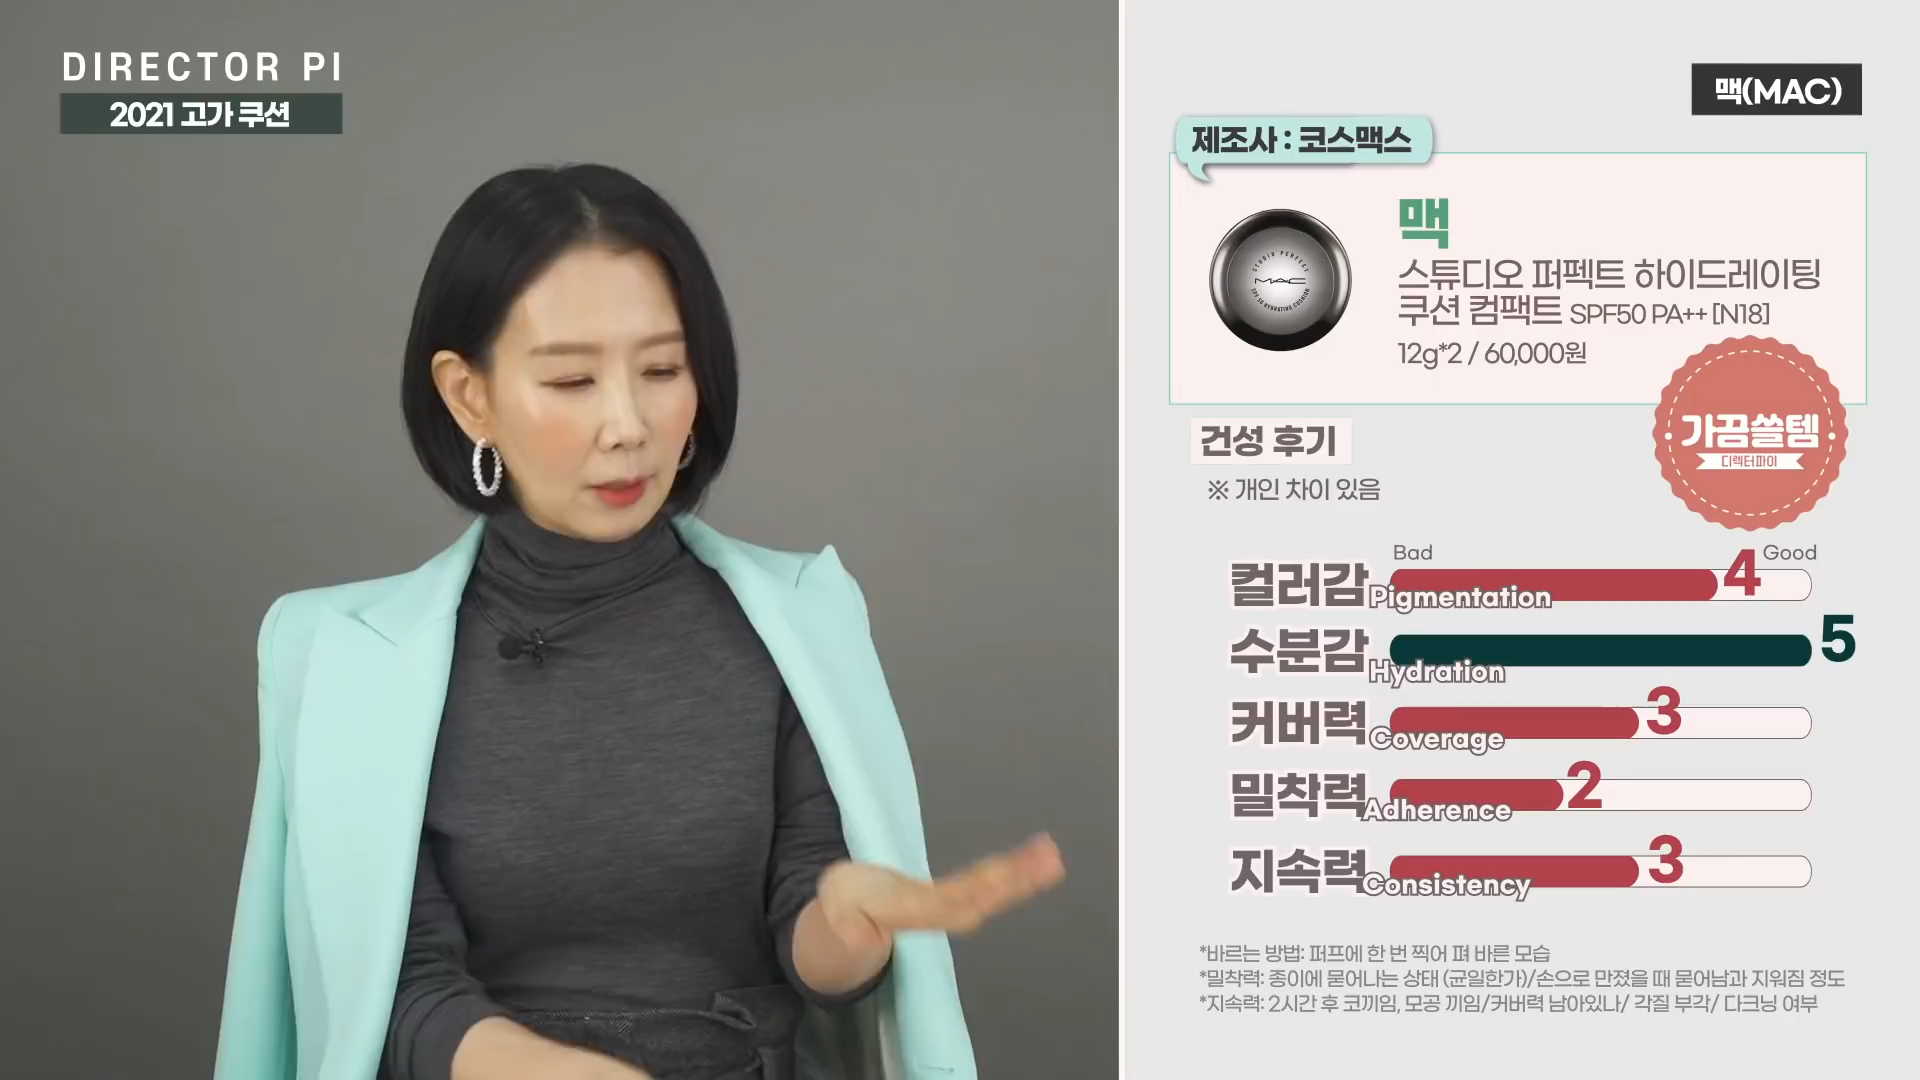 DIRECTOR PI
2021 고가 쿠션
맥(MAC)
제조사 : 코스맥스
STUDIO PERFECT
MAC
SPF 50 HYDRATING CUSHION
맥
스튜디오 퍼펙트 하이드레이팅
쿠션 컴팩트 SPF50 PA++ [N18]
12g*2 / 60,000원
가끔쓸템
디렉터파이
건성 후기
※ 개인 차이 있음
Bad
Good
컬러감 Pigmentation 4
수분감 Hydration 5
커버력 Coverage 3
밀착력 Adherence 2
지속력 Consistency 3
*바르는 방법: 퍼프에 한 번 찍어 펴 바른 모습
*밀착력: 종이에 묻어나는 상태 (균일한가)/손으로 만졌을 때 묻어남과 지워짐 정도
*지속력: 2시간 후 코끼임, 모공 끼임/커버력 남아있나/ 각질 부각/ 다크닝 여부